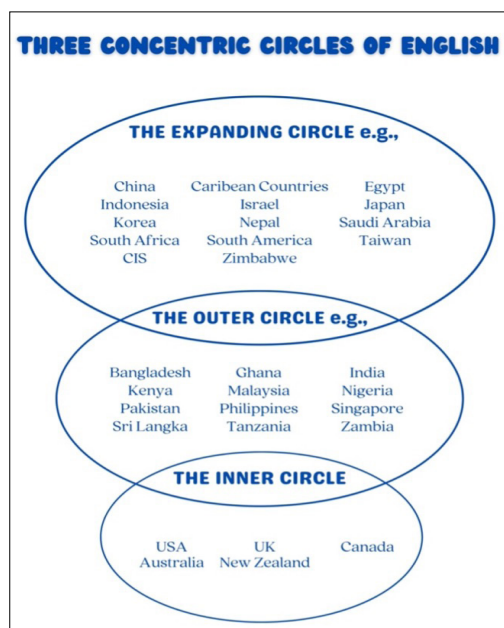 THREE CONCENTRIC CIRCLES OF ENGLISH
THE EXPANDING CIRCLE e.g.,
China Caribean Countries Egypt
Indonesia Israel Japan
Korea Nepal Saudi Arabia
South Africa South America Taiwan
CIS Zimbabwe
THE OUTER CIRCLE e.g.,
Bangladesh Ghana India
Kenya Malaysia Nigeria
Pakistan Philippines Singapore
Sri Langka Tanzania Zambia
THE INNER CIRCLE
USA UK Canada
Australia New Zealand